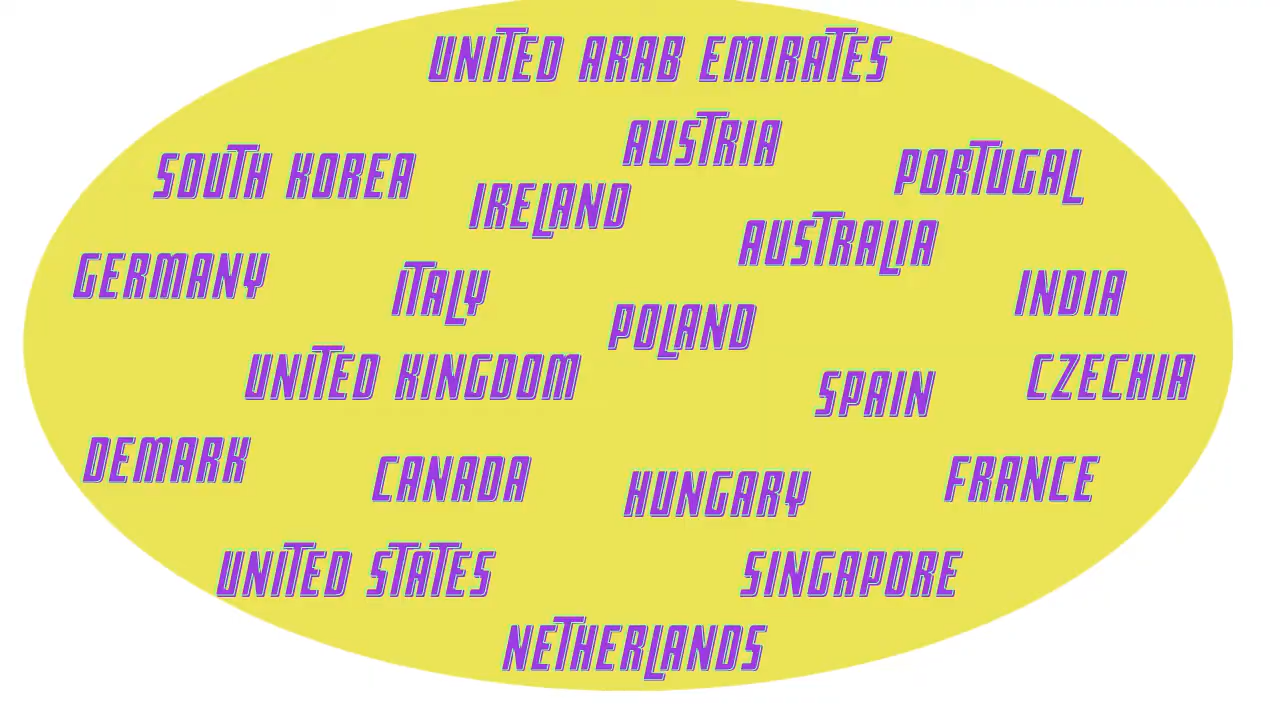 UNITED ARAB EMIRATES
AUSTRIA
SOUTH KOREA
PORTUGAL
IRELAND
AUSTRALIA
GERMANY
ITALY
INDIA
POLAND
UNITED KINGDOM
CZECHIA
SPAIN
DEMARK
CANADA
HUNGARY
FRANCE
UNITED STATES
SINGAPORE
NETHERLANDS